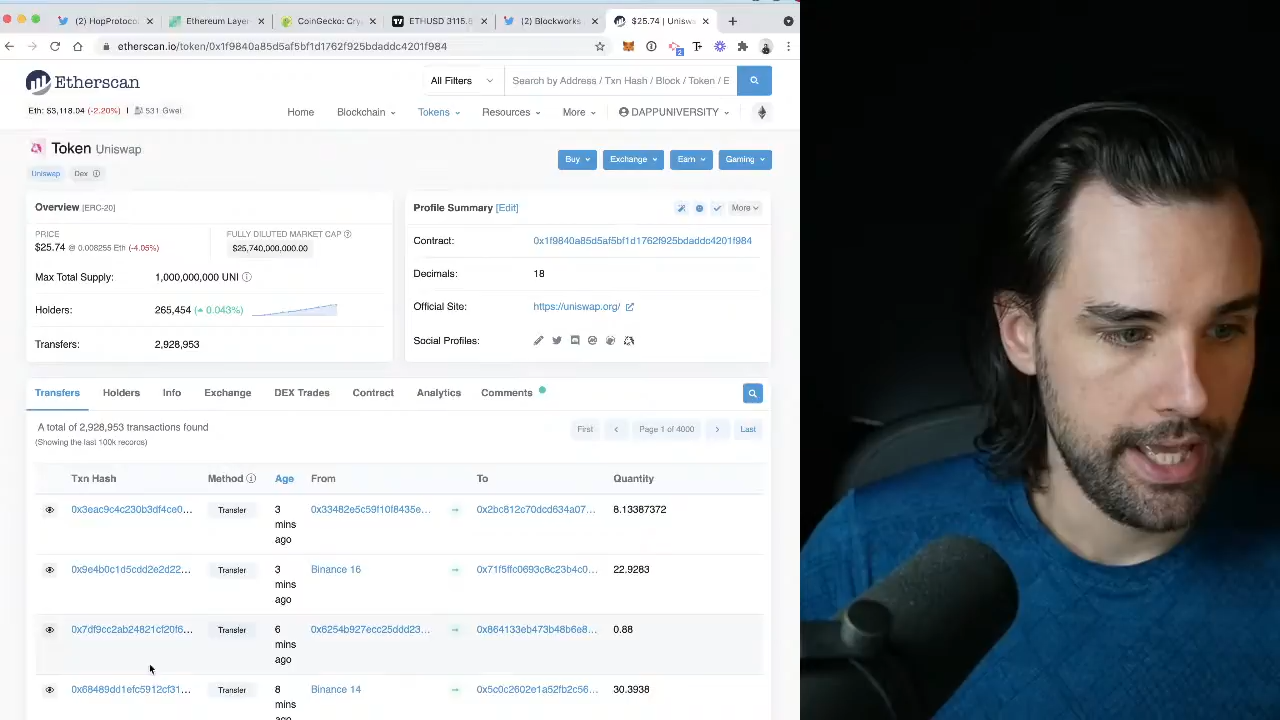 (2) HopProtoco
Ethereum Layer
CoinGecko: Cry
ETHUSD 3115.8
(2) Blockworks
$25.74 | Unisw
etherscan.io/token/0x1f9840a85d5af5bf1d1762f925bdaddc4201f984
Etherscan
All Filters
Search by Address / Txn Hash / Block / Token / E
Eth: $3,118.04 (-2.20%) | 531 Gwei
Home
Blockchain
Tokens
Resources
More
DAPPUNIVERSITY
Token Uniswap
Buy
Exchange
Earn
Gaming
Uniswap
Dex
Overview [ERC-20]
PRICE
$25.74 @ 0.008255 Eth (-4.05%)
FULLY DILUTED MARKET CAP
$25,740,000,000.00
Max Total Supply: 1,000,000,000 UNI
Holders: 265,454 (0.043%)
Transfers: 2,928,953
Profile Summary [Edit]
More
Contract: 0x1f9840a85d5af5bf1d1762f925bdaddc4201f984
Decimals: 18
Official Site: https://uniswap.org/
Social Profiles:
Transfers
Holders
Info
Exchange
DEX Trades
Contract
Analytics
Comments
A total of 2,928,953 transactions found
(Showing the last 100k records)
First
Page 1 of 4000
Last
Txn Hash Method Age From To Quantity
0x3eac9c4c230b3df4ce0... Transfer 3 mins ago 0x33482e5c59f10f8435e... 0x2bc812c70dcd634a07... 8.13387372
0x9e4b0c1d5cdd2e2d22... Transfer 3 mins ago Binance 16 0x71f5ffc0693c8c23b4c0... 22.9283
0x7df9cc2ab24821cf20f6... Transfer 6 mins ago 0x6254b927ecc25ddd23... 0x864133eb473b48b6e8... 0.88
0x68489dd1efc5912cf31... Transfer 8 mins ago Binance 14 0x5c0c2602e1a52fb2c56... 30.3938